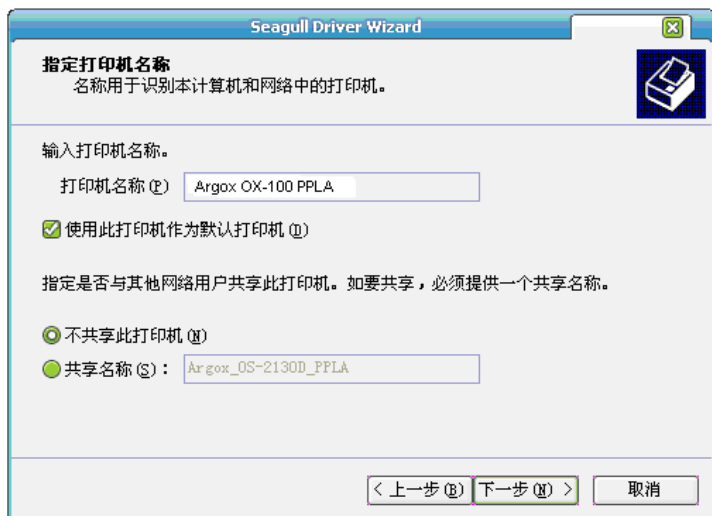 Seagull Driver Wizard
指定打印机名称
名称用于识别本计算机和网络中的打印机。
输入打印机名称。
打印机名称(P) Argox OX-100 PPLA
使用此打印机作为默认打印机(D)
指定是否与其他网络用户共享此打印机。如要共享，必须提供一个共享名称。
不共享此打印机(N)
共享名称(S)： Argox_OS-2130D_PPLA
< 上一步(B) 下一步(N) > 取消